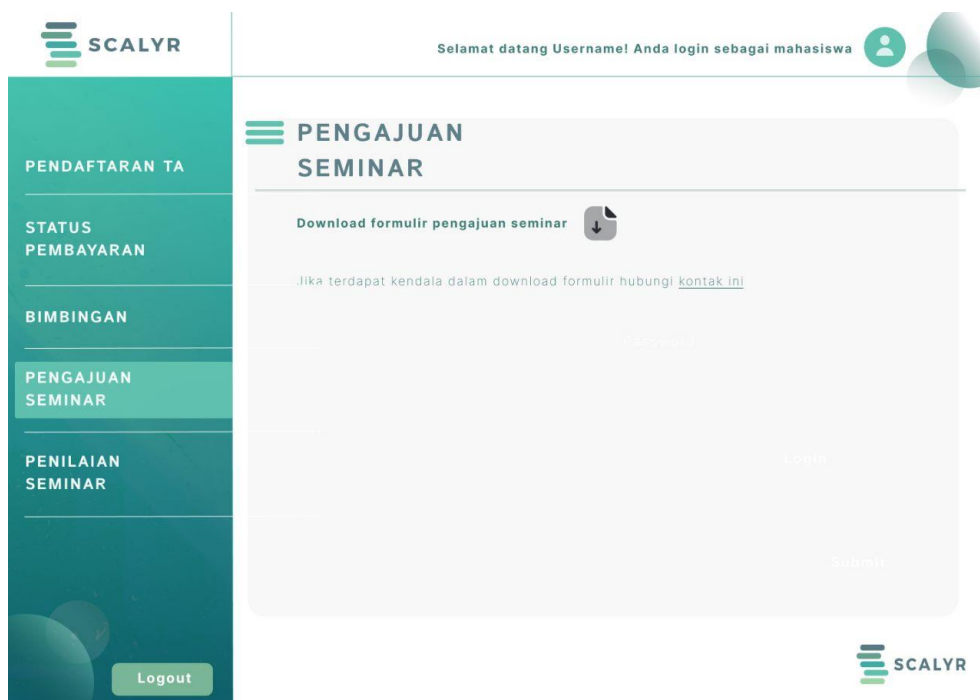 SCALYR
Selamat datang Username! Anda login sebagai mahasiswa
PENDAFTARAN TA
STATUS
PEMBAYARAN
BIMBINGAN
PENGAJUAN
SEMINAR
PENILAIAN
SEMINAR
Logout
PENGAJUAN
SEMINAR
Download formulir pengajuan seminar
Jika terdapat kendala dalam download formulir hubungi kontak ini
Password
Login
Submit
SCALYR